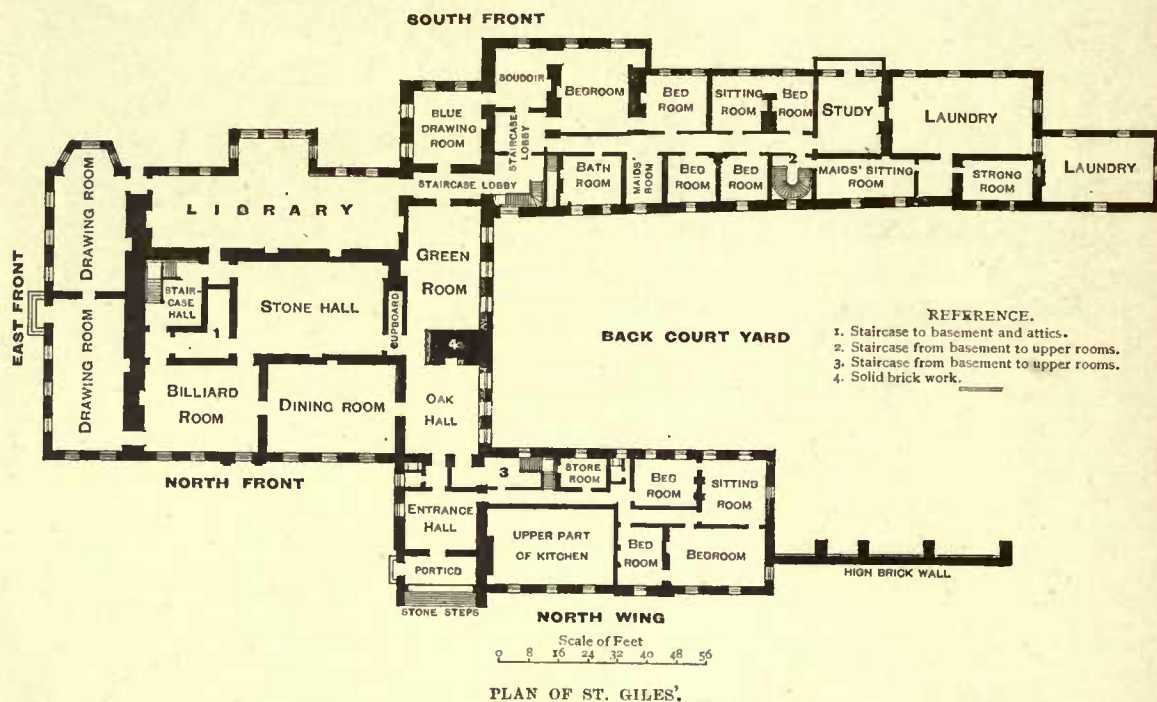 SOUTH FRONT
BOUDOIR
BEDROOM
BED
ROOM
SITTING
ROOM
BED
ROOM
STUDY
LAUNDRY
BLUE
DRAWING
ROOM
STAIRCASE
LOBBY
STAIRCASE LOBBY
BATH
ROOM
MAIDS'
ROOM
BED
ROOM
BED
ROOM
2
MAIDS' SITTING
ROOM
STRONG
ROOM
LAUNDRY
DRAWING ROOM
LIBRARY
GREEN
ROOM
EAST FRONT
STAIR-
CASE
HALL
1
STONE HALL
CUPBOARD
4
BACK COURT YARD
REFERENCE.
1. Staircase to basement and attics.
2. Staircase from basement to upper rooms.
3. Staircase from basement to upper rooms.
4. Solid brick work.
DRAWING ROOM
BILLIARD
ROOM
DINING ROOM
OAK
HALL
NORTH FRONT
3
STORE
ROOM
BED
ROOM
SITTING
ROOM
ENTRANCE
HALL
UPPER PART
OF KITCHEN
BED
ROOM
BEDROOM
PORTICO
HIGH BRICK WALL
STONE STEPS
NORTH WING
Scale of Feet
0 8 16 24 32 40 48 56
PLAN OF ST. GILES'.